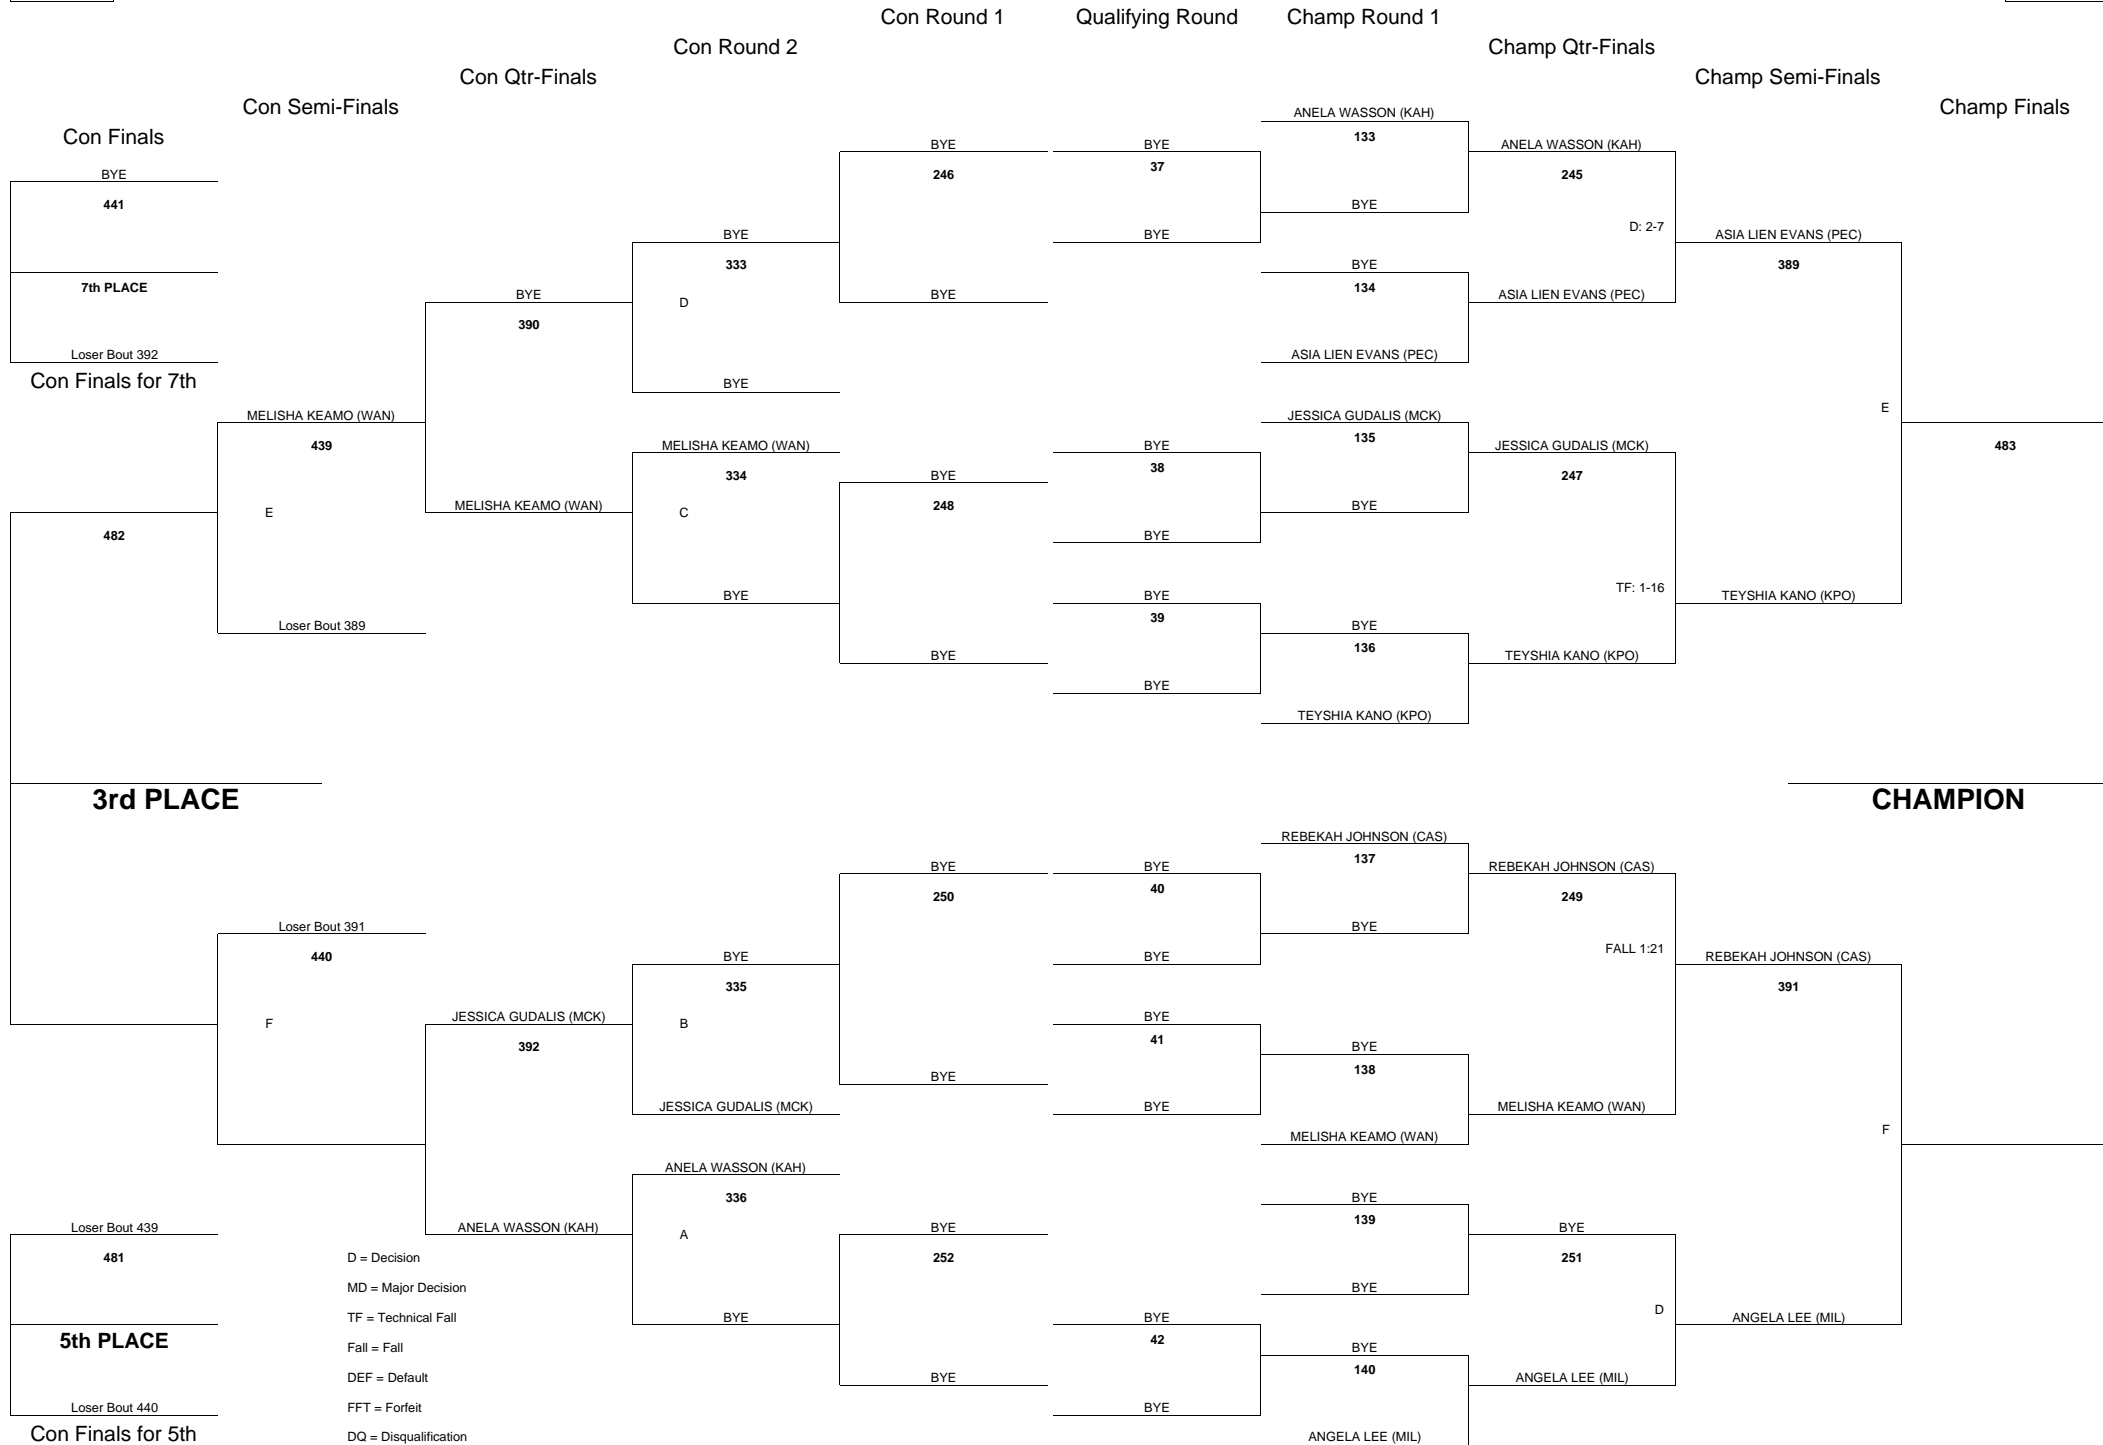 Con Round 1
Qualifying Round
Champ Round 1
Con Round 2
Champ Qtr-Finals
Con Qtr-Finals
Champ Semi-Finals
Con Semi-Finals
Champ Finals
Con Finals
BYE
441
7th PLACE
Loser Bout 392
Con Finals for 7th
MELISHA KEAMO (WAN)
439
E
Loser Bout 389
482
BYE
390
MELISHA KEAMO (WAN)
BYE
333
D
BYE
MELISHA KEAMO (WAN)
334
C
BYE
BYE
246
BYE
BYE
248
BYE
BYE
37
BYE
BYE
38
BYE
BYE
39
BYE
ANELA WASSON (KAH)
133
BYE
BYE
134
ASIA LIEN EVANS (PEC)
JESSICA GUDALIS (MCK)
135
BYE
BYE
136
TEYSHIA KANO (KPO)
ANELA WASSON (KAH)
245
D: 2-7
ASIA LIEN EVANS (PEC)
JESSICA GUDALIS (MCK)
247
TF: 1-16
TEYSHIA KANO (KPO)
ASIA LIEN EVANS (PEC)
389
E
TEYSHIA KANO (KPO)
483
3rd PLACE
CHAMPION
Loser Bout 391
440
F
JESSICA GUDALIS (MCK)
392
ANELA WASSON (KAH)
BYE
335
B
JESSICA GUDALIS (MCK)
ANELA WASSON (KAH)
336
A
BYE
BYE
250
BYE
BYE
252
BYE
BYE
40
BYE
BYE
41
BYE
BYE
42
BYE
REBEKAH JOHNSON (CAS)
137
BYE
BYE
138
MELISHA KEAMO (WAN)
BYE
139
BYE
BYE
140
ANGELA LEE (MIL)
REBEKAH JOHNSON (CAS)
249
FALL 1:21
MELISHA KEAMO (WAN)
BYE
251
D
ANGELA LEE (MIL)
REBEKAH JOHNSON (CAS)
391
F
ANGELA LEE (MIL)
Loser Bout 439
481
5th PLACE
Loser Bout 440
Con Finals for 5th
D = Decision
MD = Major Decision
TF = Technical Fall
Fall = Fall
DEF = Default
FFT = Forfeit
DQ = Disqualification